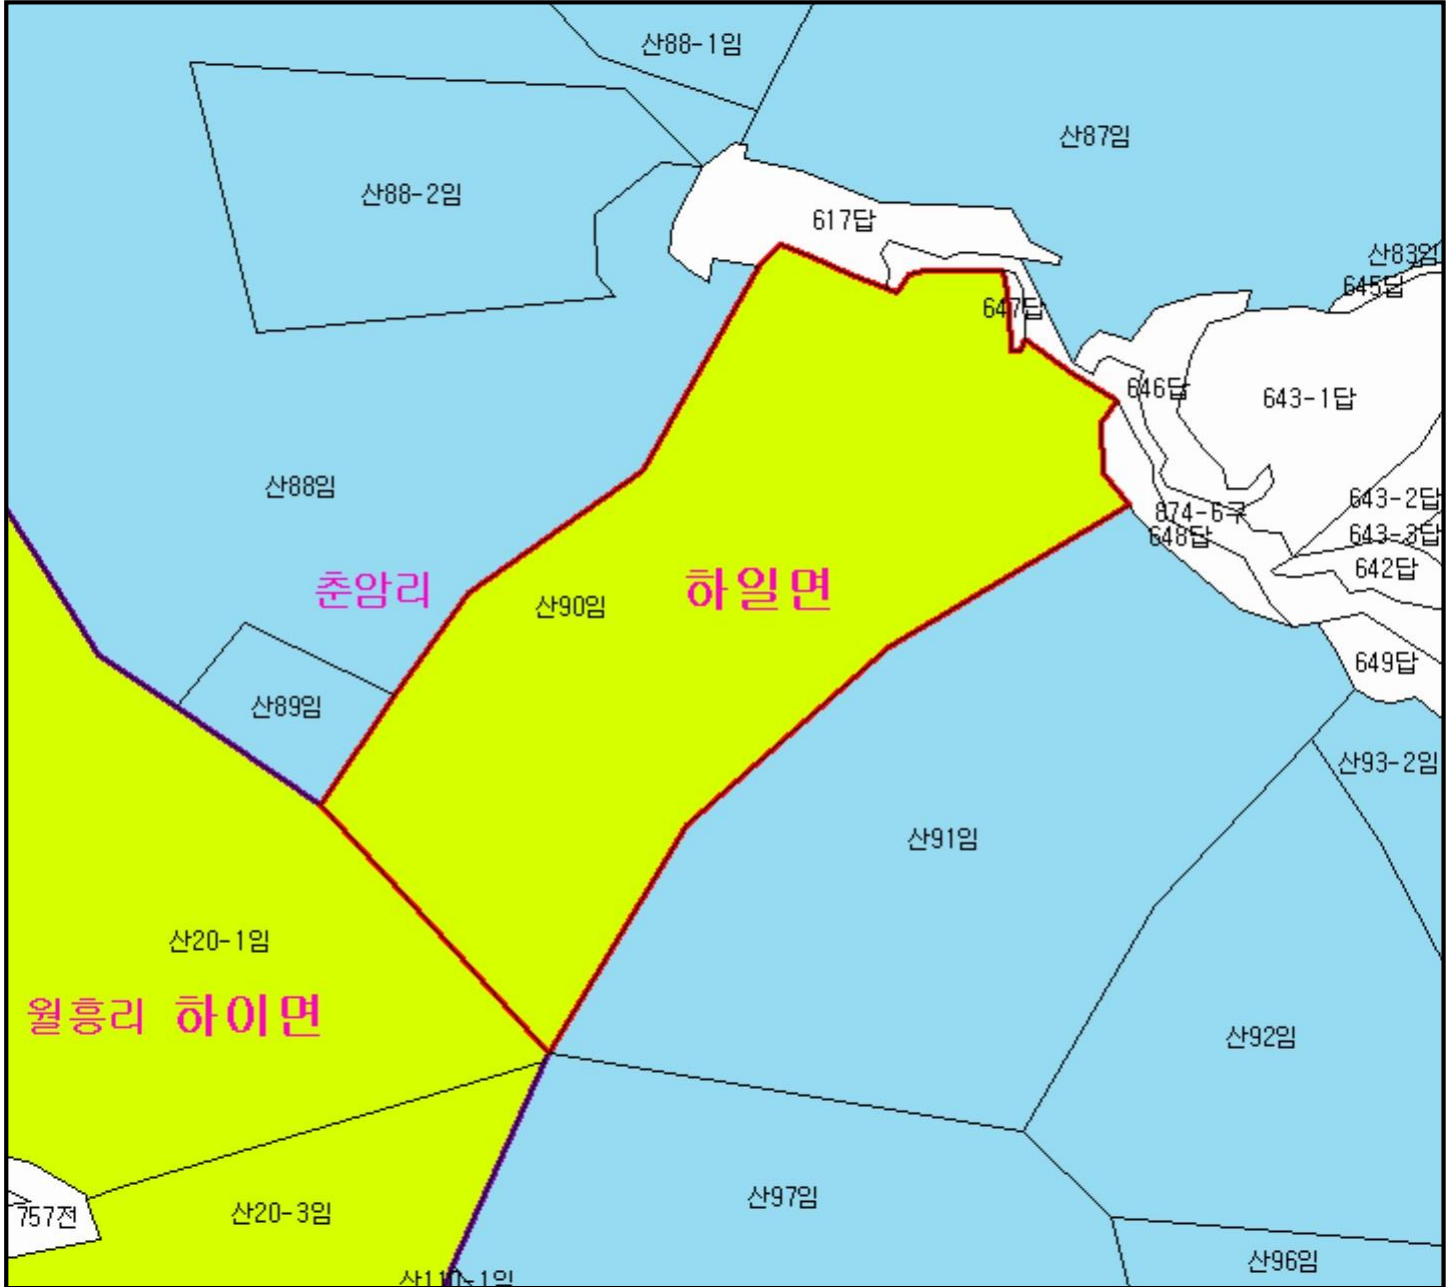 산88-1임
산87임
산88-2임
617답
산83임
645답
647답
646답
643-1답
산88임
643-2답
874-6구
643-3답
648답
642답
춘암리
산90임
하일면
649답
산89임
산93-2임
산91임
산20-1임
월흥리 하이면
산92임
산97임
757전
산20-3임
산96임
산110-1임